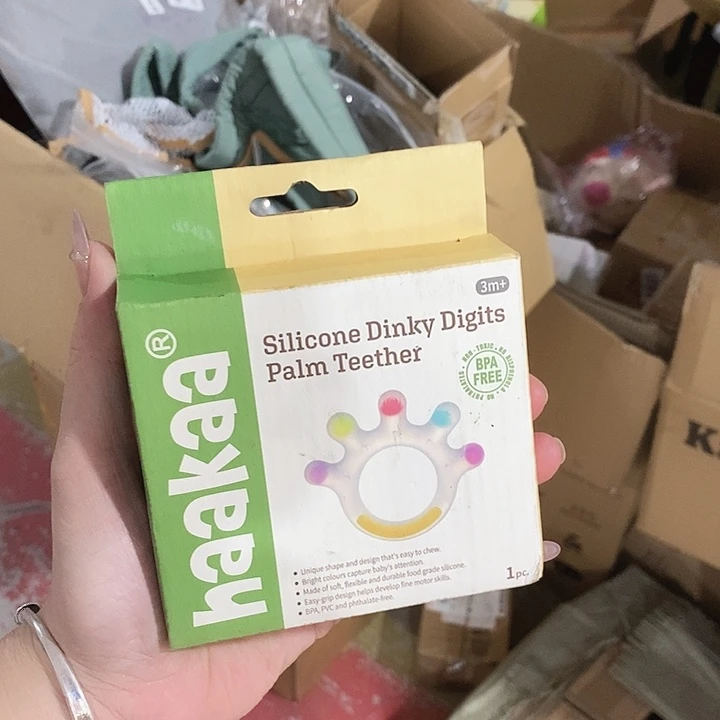 haakaa®
3m+
Silicone Dinky Digits
Palm Teether
BPA
FREE
NON-TOXIC
• Unique shape and design that's easy to chew.
• Bright colours capture baby's attention.
• Made of soft, flexible and durable food grade silicone.
• Easy-grip design helps develop fine motor skills.
• BPA, PVC and phthalate-free.
1pc.